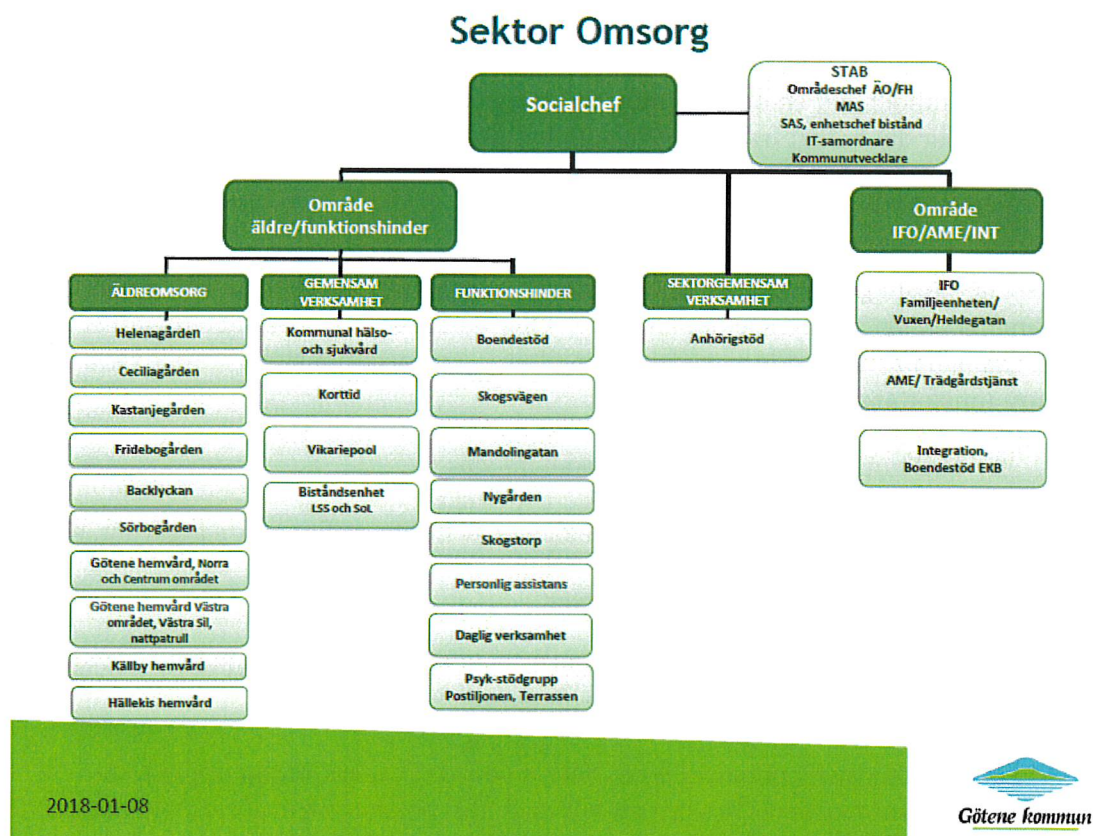 Sektor Omsorg
Socialchef
STAB
Områdeschef ÄO/FH
MAS
SAS, enhetschef bistånd
IT-samordnare
Kommunutvecklare
Område
äldre/funktionshinder
Område
IFO/AME/INT
ÄLDREOMSORG
Helenagården
Ceciliagården
Kastanjegården
Fridebogården
Backlyckan
Sörbogården
Götene hemvård, Norra
och Centrum området
Götene hemvård Västra
området, Västra Sil,
nattpatrull
Källby hemvård
Hällekis hemvård
GEMENSAM
VERKSAMHET
Kommunal hälso-
och sjukvård
Korttid
Vikariepool
Biståndsenhet
LSS och SoL
FUNKTIONSHINDER
Boendestöd
Skogsvägen
Mandolingatan
Nygården
Skogstorp
Personlig assistans
Daglig verksamhet
Psyk-stödgrupp
Postiljonen, Terrassen
SEKTORGEMENSAM
VERKSAMHET
Anhörigstöd
IFO
Familjeenheten/
Vuxen/Heldegatan
AME/ Trädgårdstjänst
Integration,
Boendestöd EKB
2018-01-08
Götene kommun